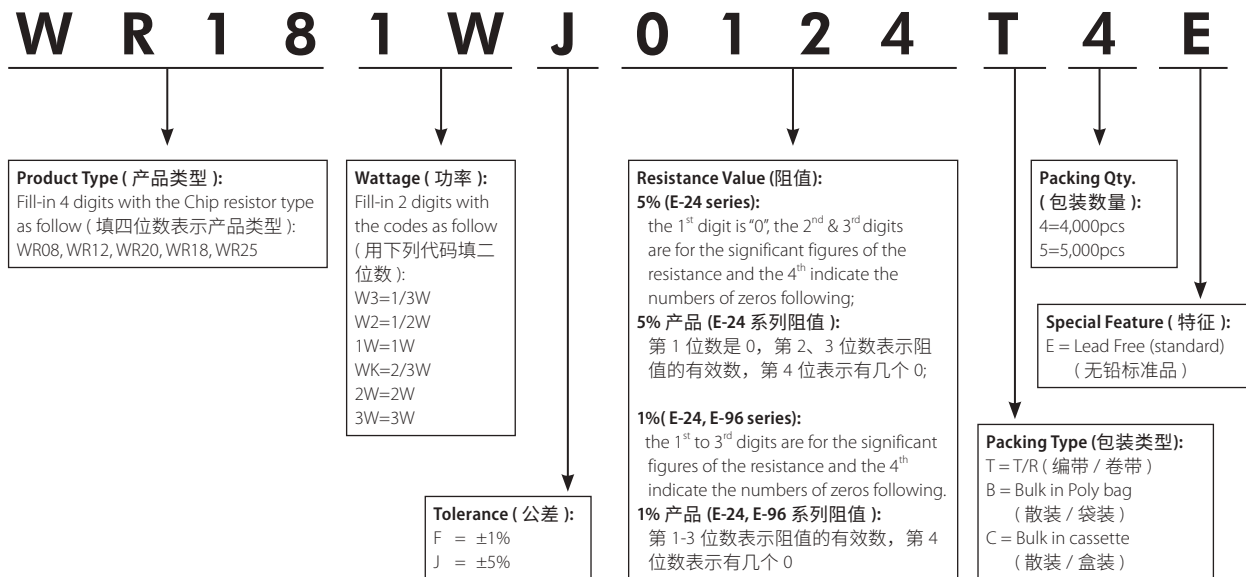 W R 1 8 1 W J 0 1 2 4 T 4 E
Product Type ( 产品类型 ):
Fill-in 4 digits with the Chip resistor type
as follow ( 填四位数表示产品类型 ):
WR08, WR12, WR20, WR18, WR25
Wattage ( 功率 ):
Fill-in 2 digits with
the codes as follow
( 用下列代码填二
位数 ):
W3=1/3W
W2=1/2W
1W=1W
WK=2/3W
2W=2W
3W=3W
Tolerance ( 公差 ):
F = ±1%
J = ±5%
Resistance Value (阻值):
5% (E-24 series):
the 1st digit is “0”, the 2nd & 3rd digits
are for the significant figures of the
resistance and the 4th indicate the
numbers of zeros following;
5% 产品 (E-24 系列阻值 ):
第 1 位数是 0，第 2、3 位数表示阻
值的有效数，第 4 位表示有几个 0;
1%( E-24, E-96 series):
the 1st to 3rd digits are for the significant
figures of the resistance and the 4th
indicate the numbers of zeros following.
1% 产品 (E-24, E-96 系列阻值 ):
第 1-3 位数表示阻值的有效数，第 4
位数表示有几个 0
Packing Qty.
( 包装数量 ):
4=4,000pcs
5=5,000pcs
Special Feature ( 特征 ):
E = Lead Free (standard)
( 无铅标准品 )
Packing Type (包装类型):
T = T/R ( 编带 / 卷带 )
B = Bulk in Poly bag
( 散装 / 袋装 )
C = Bulk in cassette
( 散装 / 盒装 )